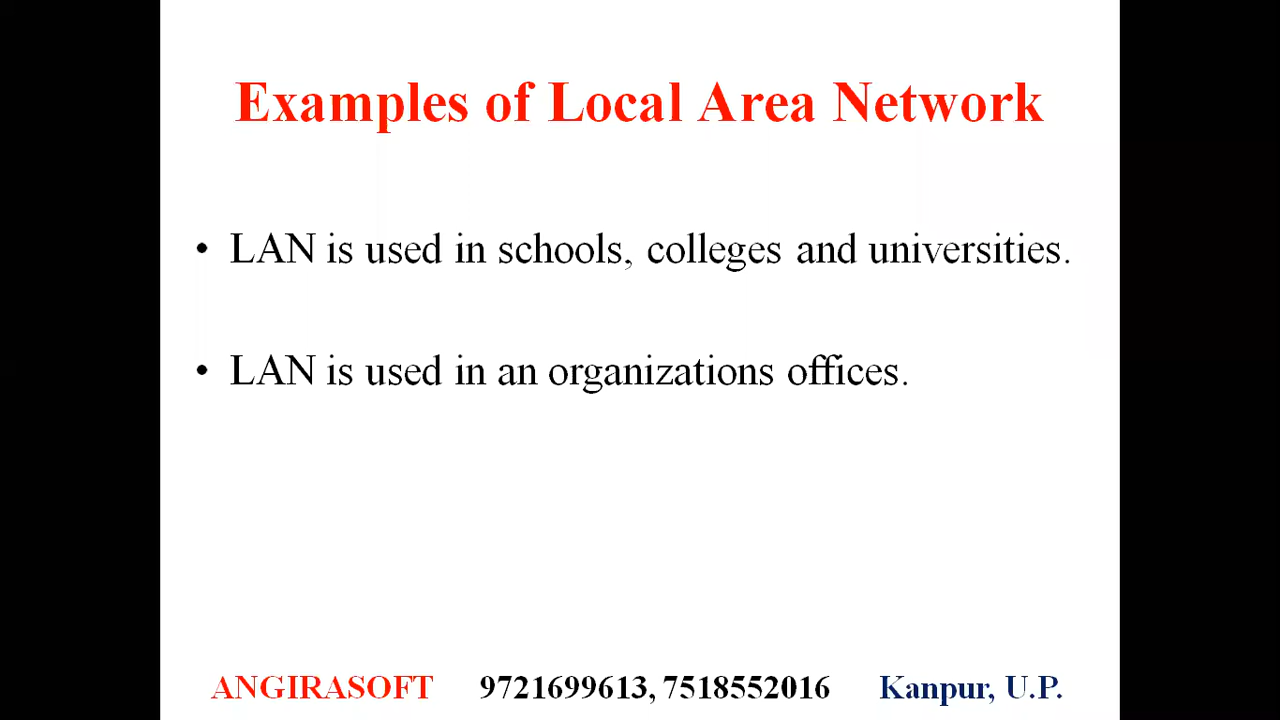 Examples of Local Area Network
• LAN is used in schools, colleges and universities.
• LAN is used in an organizations offices.
ANGIRASOFT 9721699613, 7518552016 Kanpur, U.P.